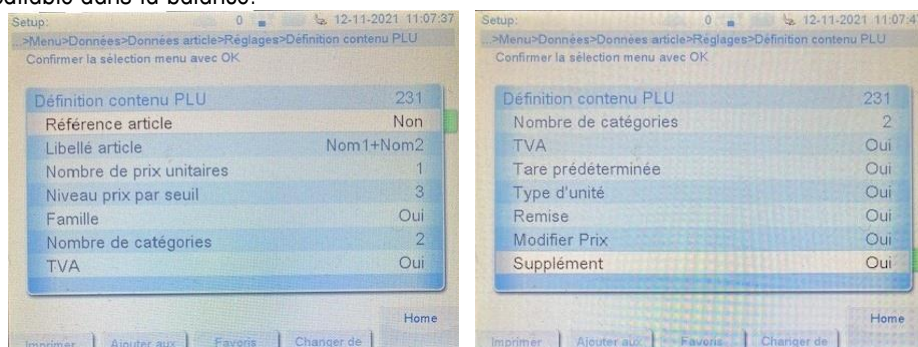 dans la balance.
Setup: 0 12-11-2021 11:07:37
...>Menu>Données>Données article>Réglages>Définition contenu PLU
Confirmer la sélection menu avec OK
Définition contenu PLU 231
Référence article Non
Libellé article Nom1+Nom2
Nombre de prix unitaires 1
Niveau prix par seuil 3
Famille Oui
Nombre de catégories 2
TVA Oui
Home
Imprimer Ajouter aux Favoris Changer de
Setup: 0 12-11-2021 11:07:4
...>Menu>Données>Données article>Réglages>Définition contenu PLU
Confirmer la sélection menu avec OK
Définition contenu PLU 231
Nombre de catégories 2
TVA Oui
Tare prédéterminée Oui
Type d'unité Oui
Remise Oui
Modifier Prix Oui
Supplément Oui
Home
Imprimer Ajouter aux Favoris Changer de